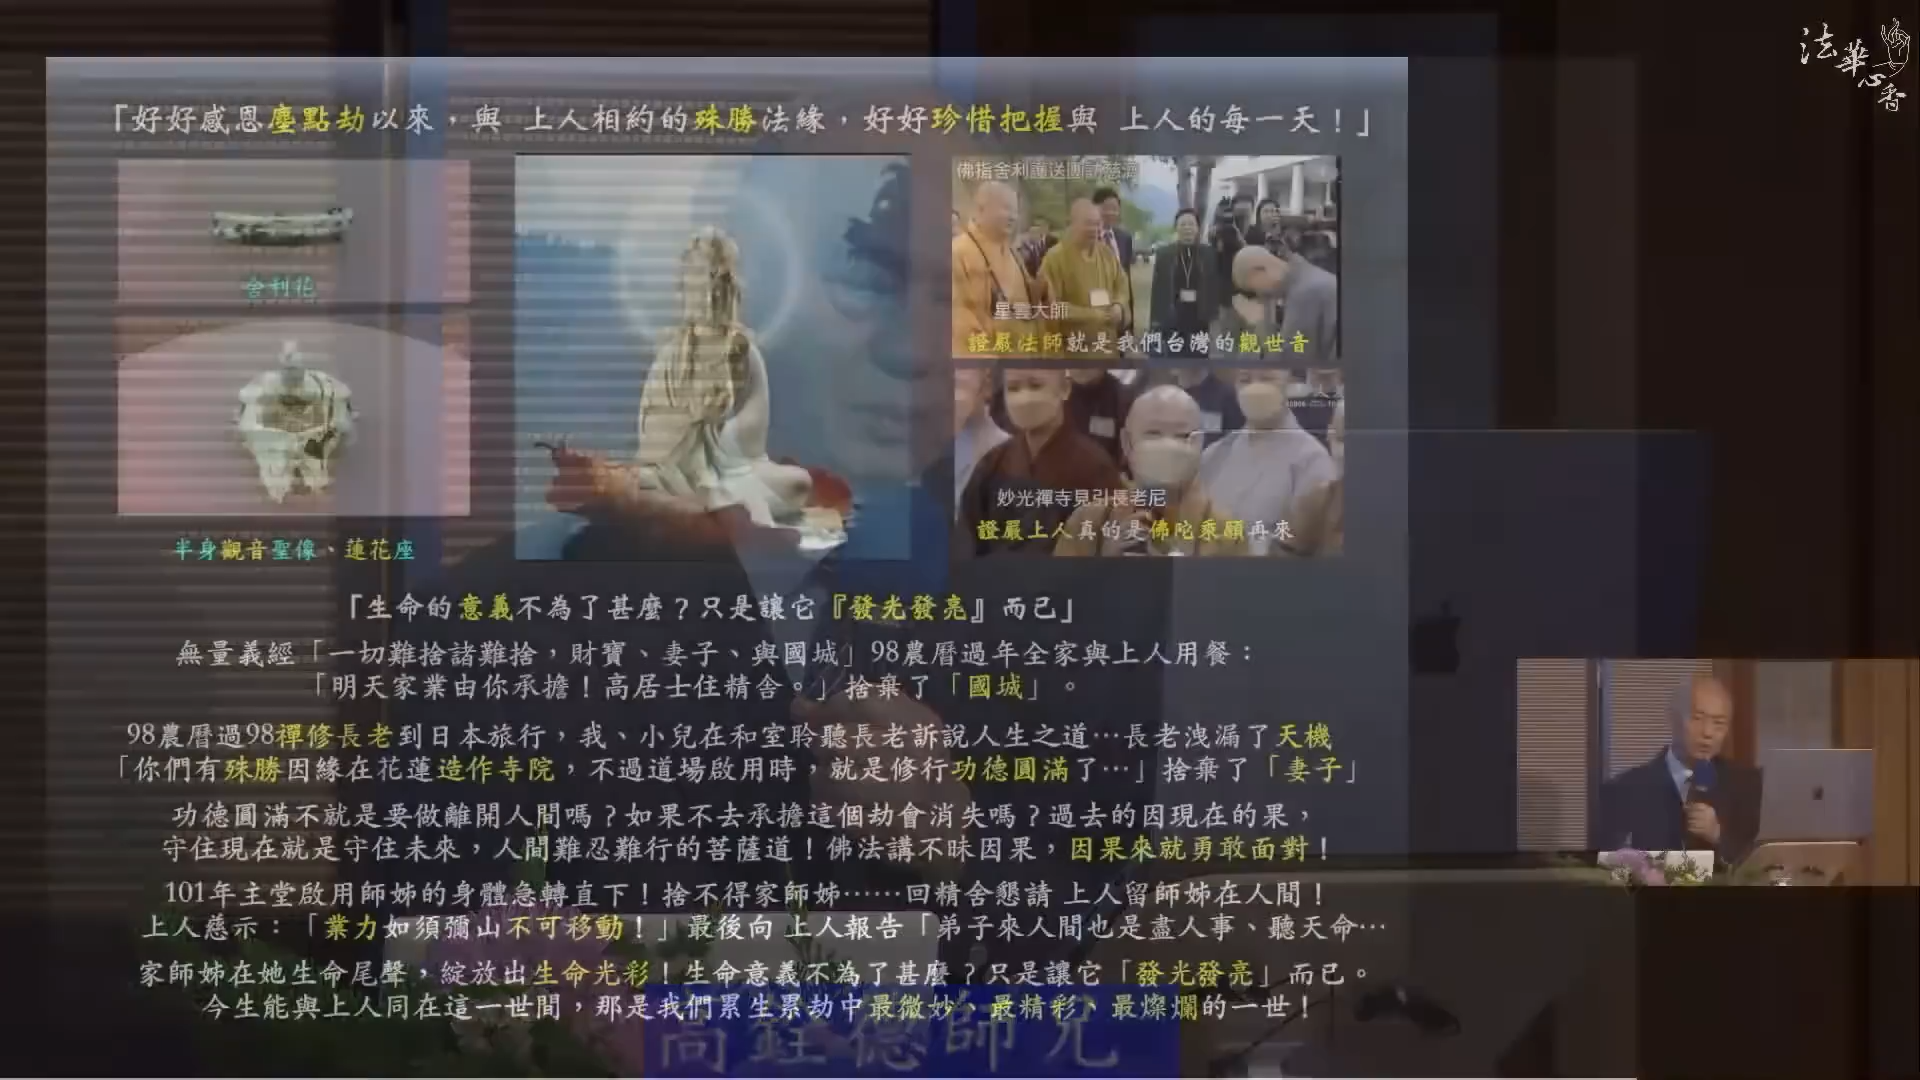 法華心香
「好好感恩塵點劫以來，與 上人相約的殊勝法緣，好好珍惜把握與 上人的每一天！」
舍利花
半身觀音聖像、蓮花座
佛指舍利護送團訪慈濟
星雲大師
證嚴法師就是我們台灣的觀世音
妙光禪寺見引長老尼
證嚴上人真的是佛陀乘願再來
「生命的意義不為了甚麼？只是讓它『發光發亮』而已」
無量義經「一切難捨諸難捨，財寶、妻子、與國城」98農曆過年全家與上人用餐：
「明天家業由你承擔！高居士住精舍。」捨棄了「國城」。
98農曆過98禪修長老到日本旅行，我、小兒在和室聆聽長老訴說人生之道…長老洩漏了天機
「你們有殊勝因緣在花蓮造作寺院，不過道場啟用時，就是修行功德圓滿了…」捨棄了「妻子」
功德圓滿不就是要做離開人間嗎？如果不去承擔這個劫會消失嗎？過去的因現在的果，
守住現在就是守住未來，人間難忍難行的菩薩道！佛法講不昧因果，因果來就勇敢面對！
101年主堂啟用師姊的身體急轉直下！捨不得家師姊……回精舍懇請 上人留師姊在人間！
上人慈示：「業力如須彌山不可移動！」最後向 上人報告「弟子來人間也是盡人事、聽天命…
家師姊在她生命尾聲，綻放出生命光彩！生命意義不為了甚麼？只是讓它「發光發亮」而已。
今生能與上人同在這一世間，那是我們累生累劫中最微妙、最精彩、最燦爛的一世！
高銓德師兄